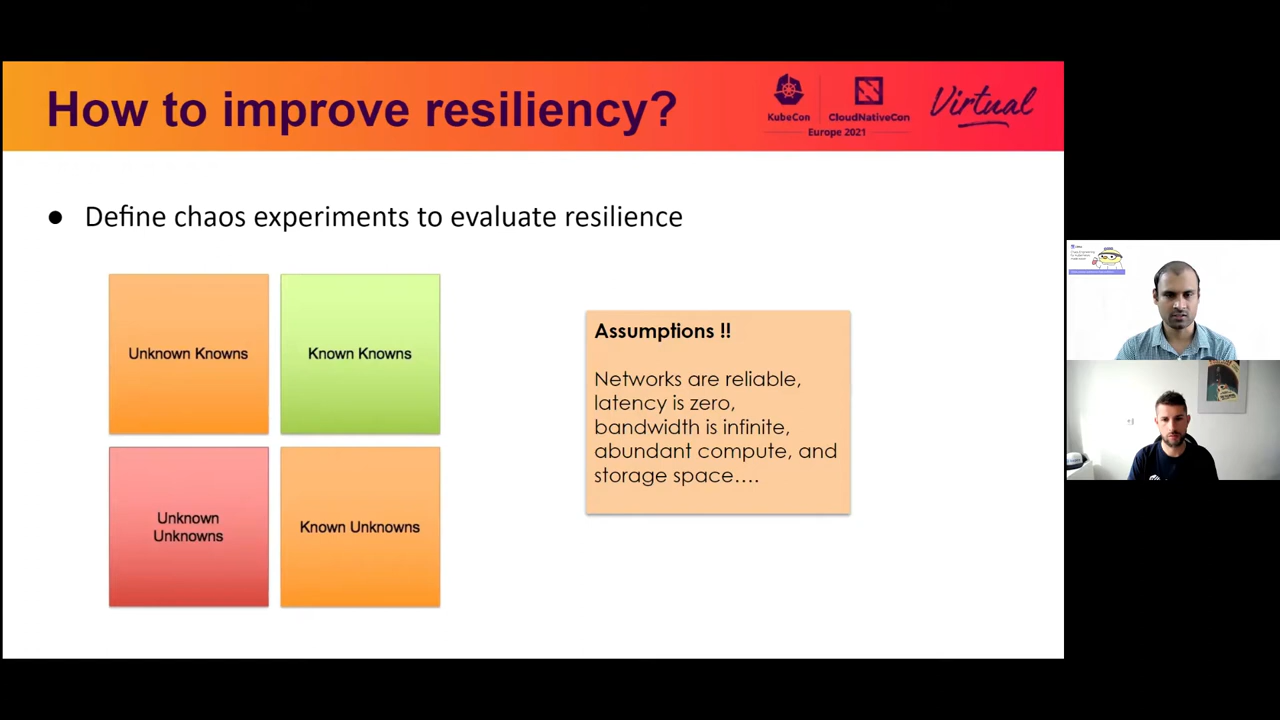 How to improve resiliency?
KubeCon
CloudNativeCon
Europe 2021
Virtual
● Define chaos experiments to evaluate resilience
Unknown Knowns
Known Knowns
Unknown
Unknowns
Known Unknowns
Assumptions !!
Networks are reliable,
latency is zero,
bandwidth is infinite,
abundant compute, and
storage space....